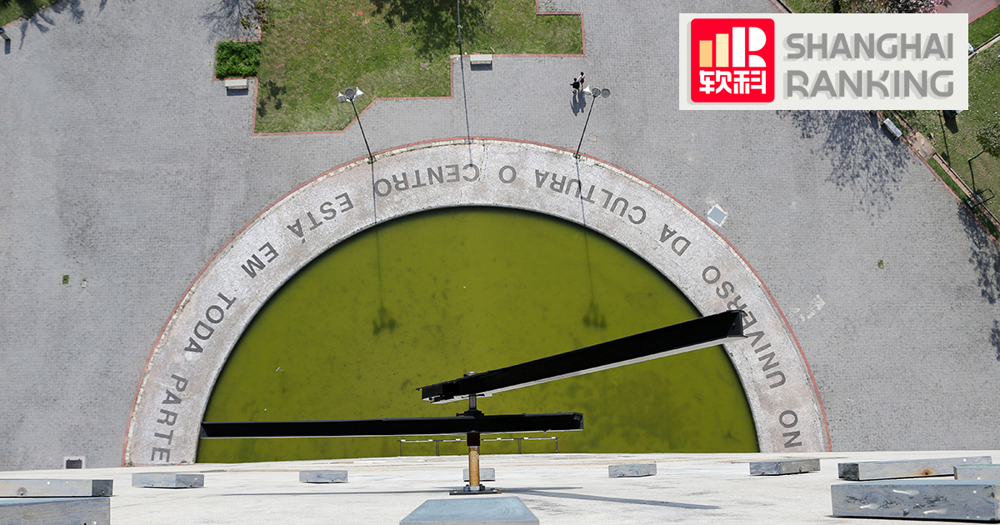 软科
SHANGHAI
RANKING
NO UNIVERSO DA CULTURA O CENTRO ESTÁ EM TODA PARTE